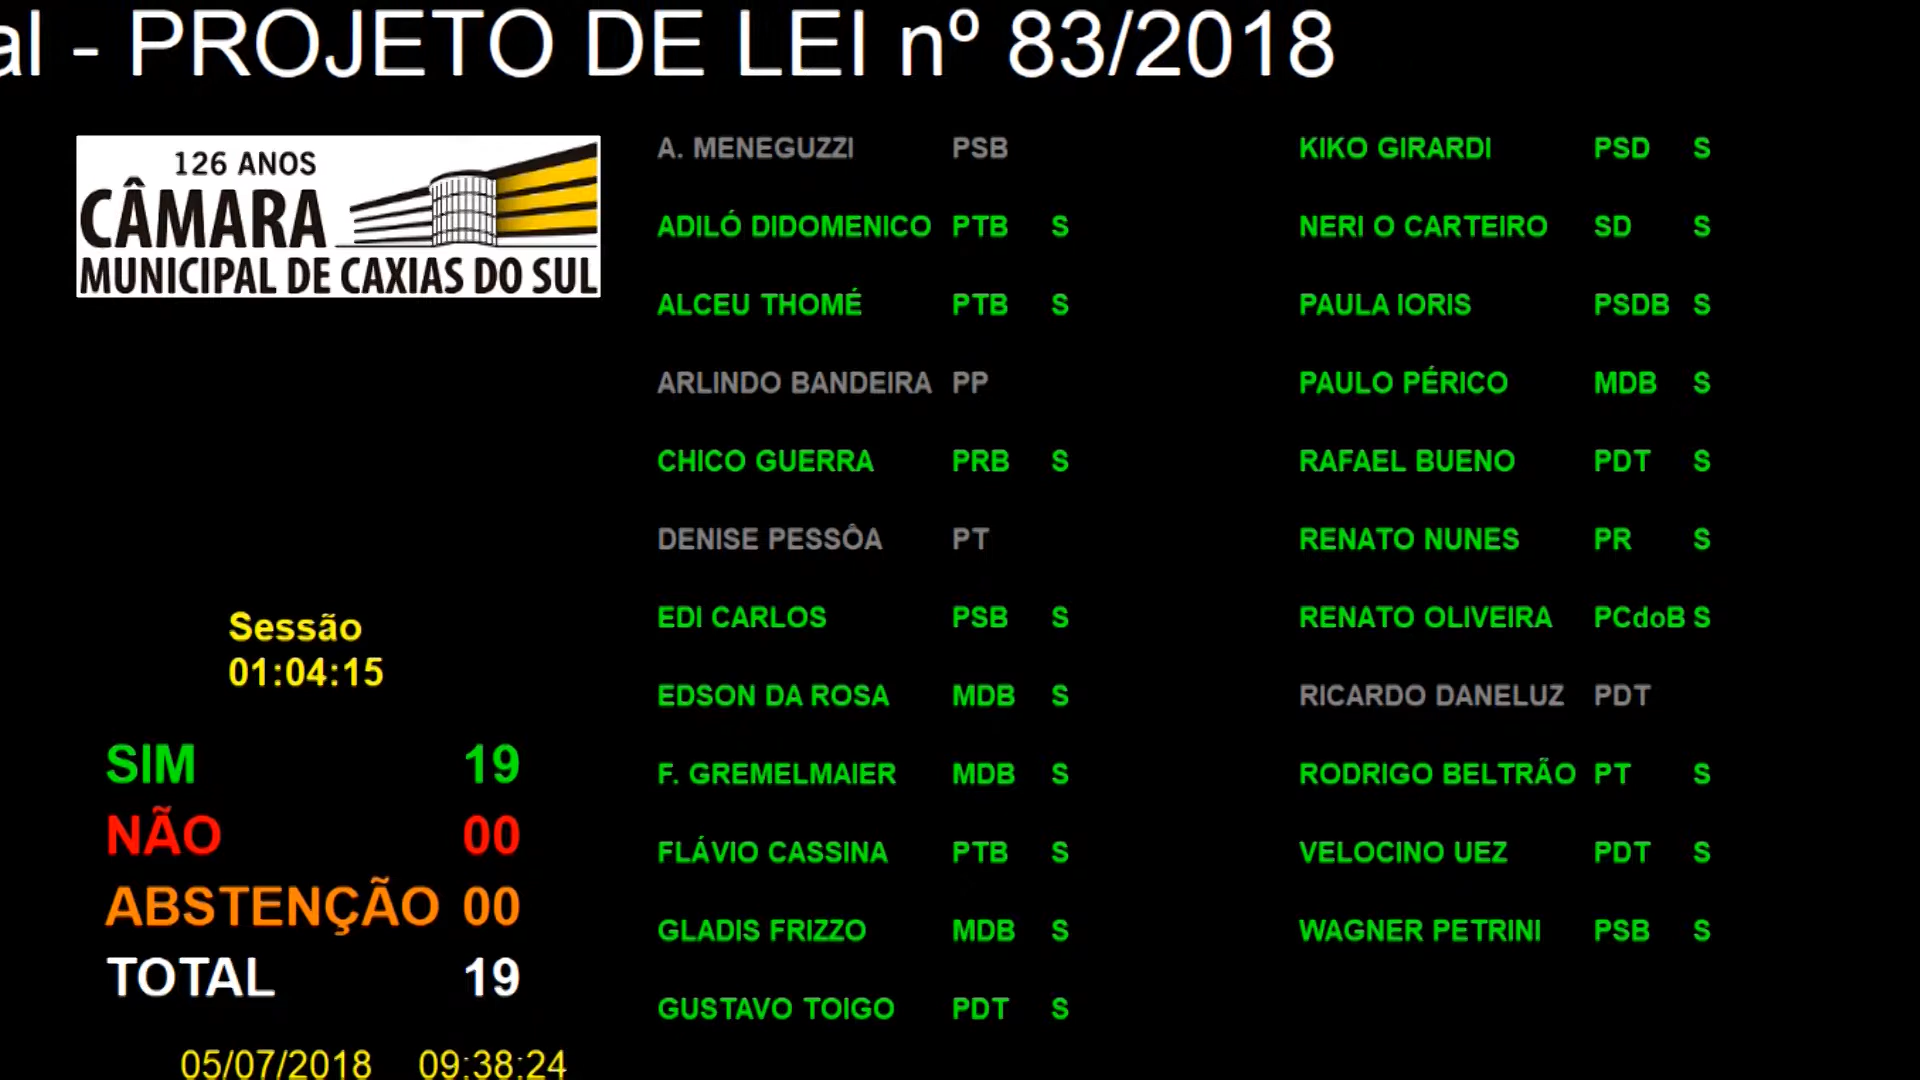 al - PROJETO DE LEI nº 83/2018
126 ANOS
CÂMARA
MUNICIPAL DE CAXIAS DO SUL
Sessão
01:04:15
SIM 19
NÃO 00
ABSTENÇÃO 00
TOTAL 19
05/07/2018 09:38:24
A. MENEGUZZI PSB
ADILÓ DIDOMENICO PTB S
ALCEU THOMÉ PTB S
ARLINDO BANDEIRA PP
CHICO GUERRA PRB S
DENISE PESSÔA PT
EDI CARLOS PSB S
EDSON DA ROSA MDB S
F. GREMELMAIER MDB S
FLÁVIO CASSINA PTB S
GLADIS FRIZZO MDB S
GUSTAVO TOIGO PDT S
KIKO GIRARDI PSD S
NERI O CARTEIRO SD S
PAULA IORIS PSDB S
PAULO PÉRICO MDB S
RAFAEL BUENO PDT S
RENATO NUNES PR S
RENATO OLIVEIRA PCdoB S
RICARDO DANELUZ PDT
RODRIGO BELTRÃO PT S
VELOCINO UEZ PDT S
WAGNER PETRINI PSB S